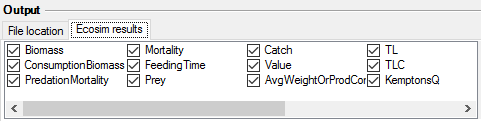 Output
File location Ecosim results
Biomass Mortality Catch TL
ConsumptionBiomass FeedingTime Value TLC
PredationMortality Prey AvgWeightOrProdCor KemptonsQ